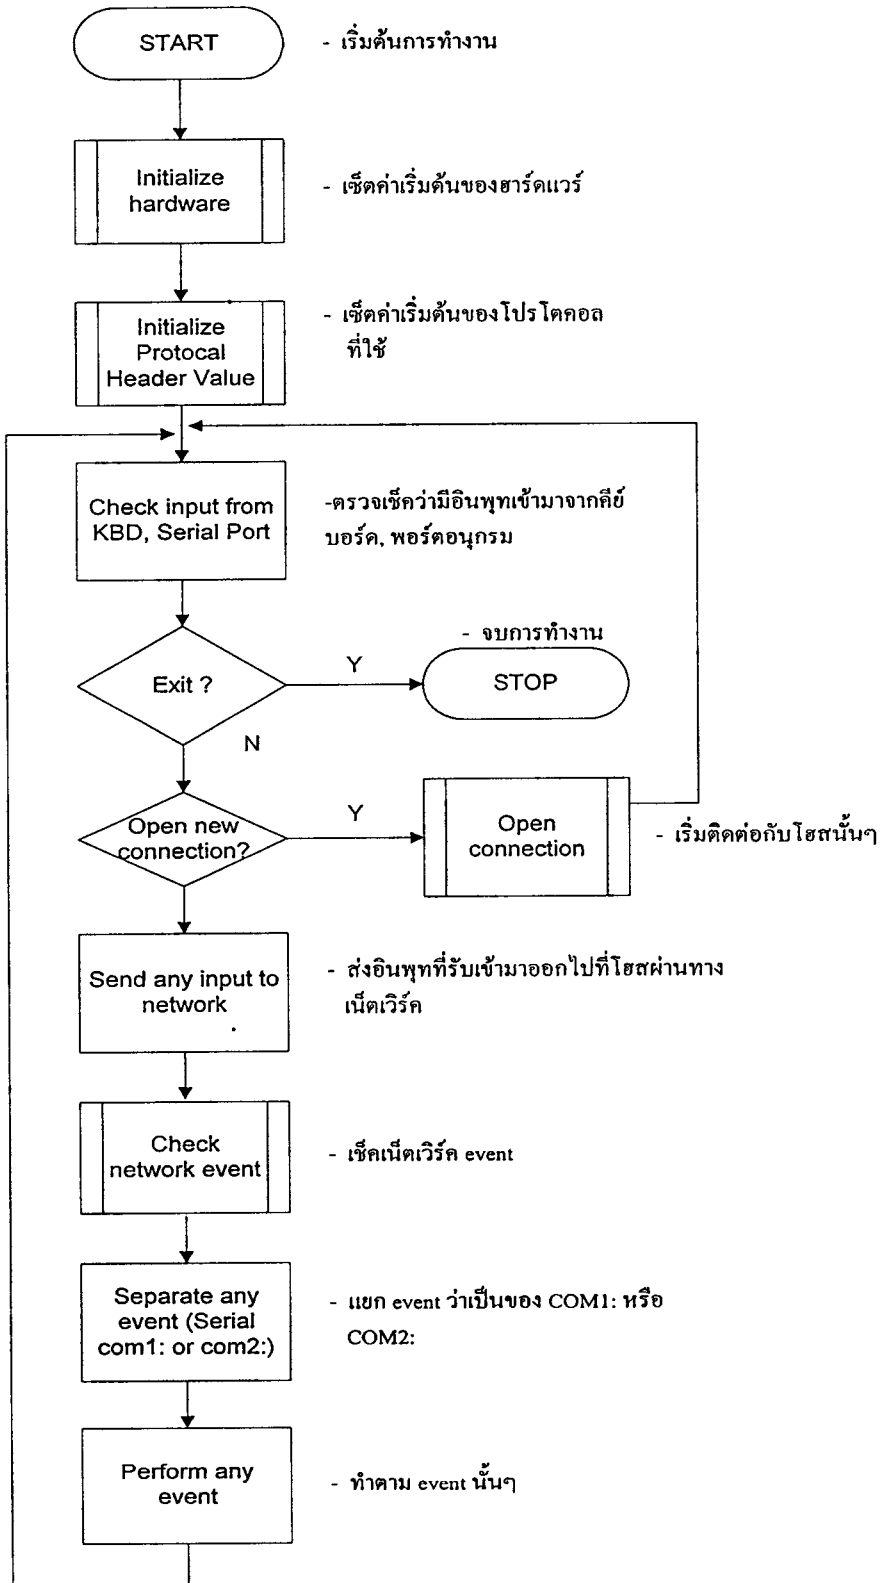 START
- เริ่มต้นการทำงาน
Initialize
hardware
- เซ็ตค่าเริ่มต้นของฮาร์ดแวร์
Initialize
Protocal
Header Value
- เซ็ตค่าเริ่มต้นของโปรโตคอล
ที่ใช้
Check input from
KBD, Serial Port
-ตรวจเช็คว่ามีอินพุทเข้ามาจากคีย์
บอร์ค, พอร์ตอนุกรม
Exit ?
Y
- จบการทำงาน
STOP
N
Open new
connection?
Y
Open
connection
- เริ่มติดต่อกับโฮสนั้นๆ
Send any input to
network
- ส่งอินพุทที่รับเข้ามาออกไปที่โฮสผ่านทาง
เน็ตเวิร์ค
Check
network event
- เช็คเน็ตเวิร์ค event
Separate any
event (Serial
com1: or com2:)
- แยก event ว่าเป็นของ COM1: หรือ
COM2:
Perform any
event
- ทำตาม event นั้นๆ